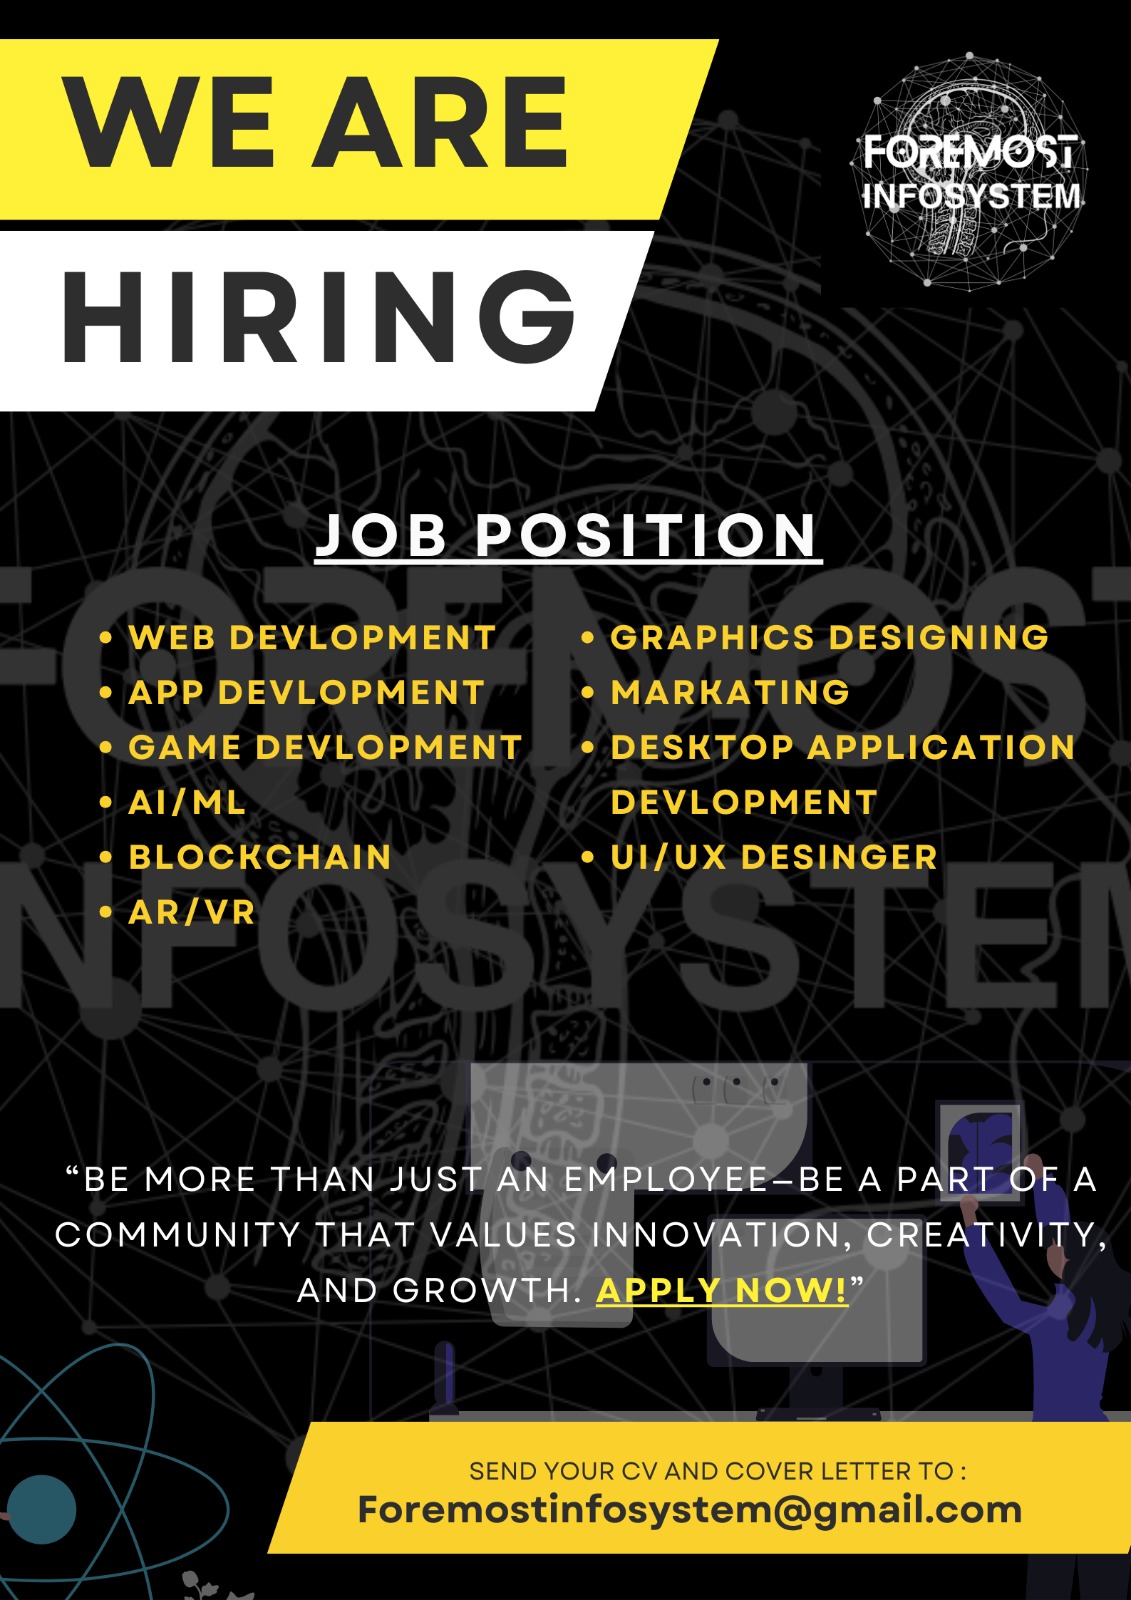 WE ARE
HIRING
FOREMOST
INFOSYSTEM
JOB POSITION
WEB DEVLOPMENT
APP DEVLOPMENT
GAME DEVLOPMENT
AI/ML
BLOCKCHAIN
AR/VR
GRAPHICS DESIGNING
MARKATING
DESKTOP APPLICATION
DEVLOPMENT
UI/UX DESINGER
FOREMOST
INFOSYSTEM
“BE MORE THAN JUST AN EMPLOYEE—BE A PART OF A
COMMUNITY THAT VALUES INNOVATION, CREATIVITY,
AND GROWTH. APPLY NOW!”
SEND YOUR CV AND COVER LETTER TO :
Foremostinfosystem@gmail.com